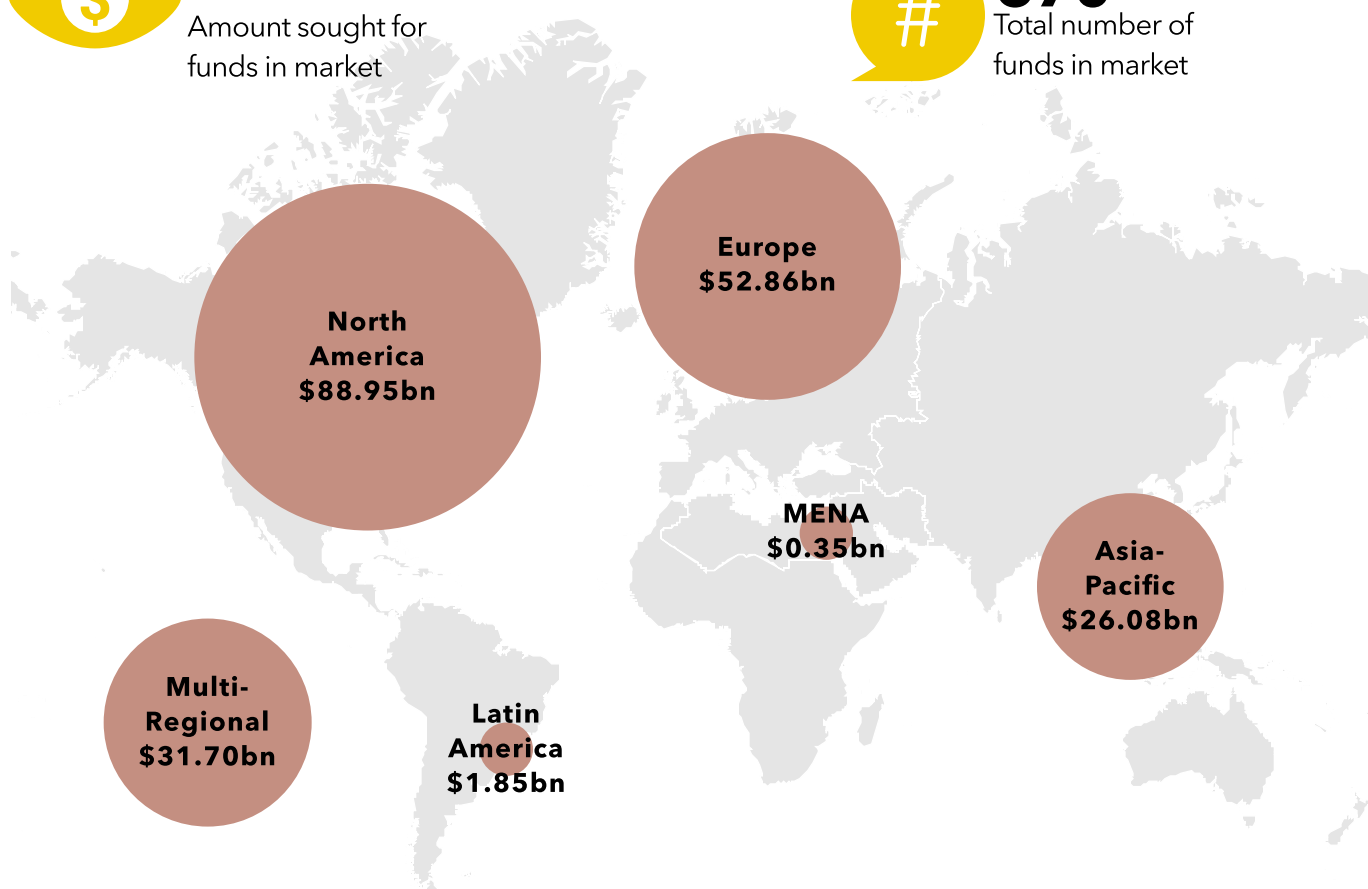 $
Amount sought for
funds in market
#
Total number of
funds in market
Europe
$52.86bn
North
America
$88.95bn
MENA
$0.35bn
Asia-
Pacific
$26.08bn
Multi-
Regional
$31.70bn
Latin
America
$1.85bn